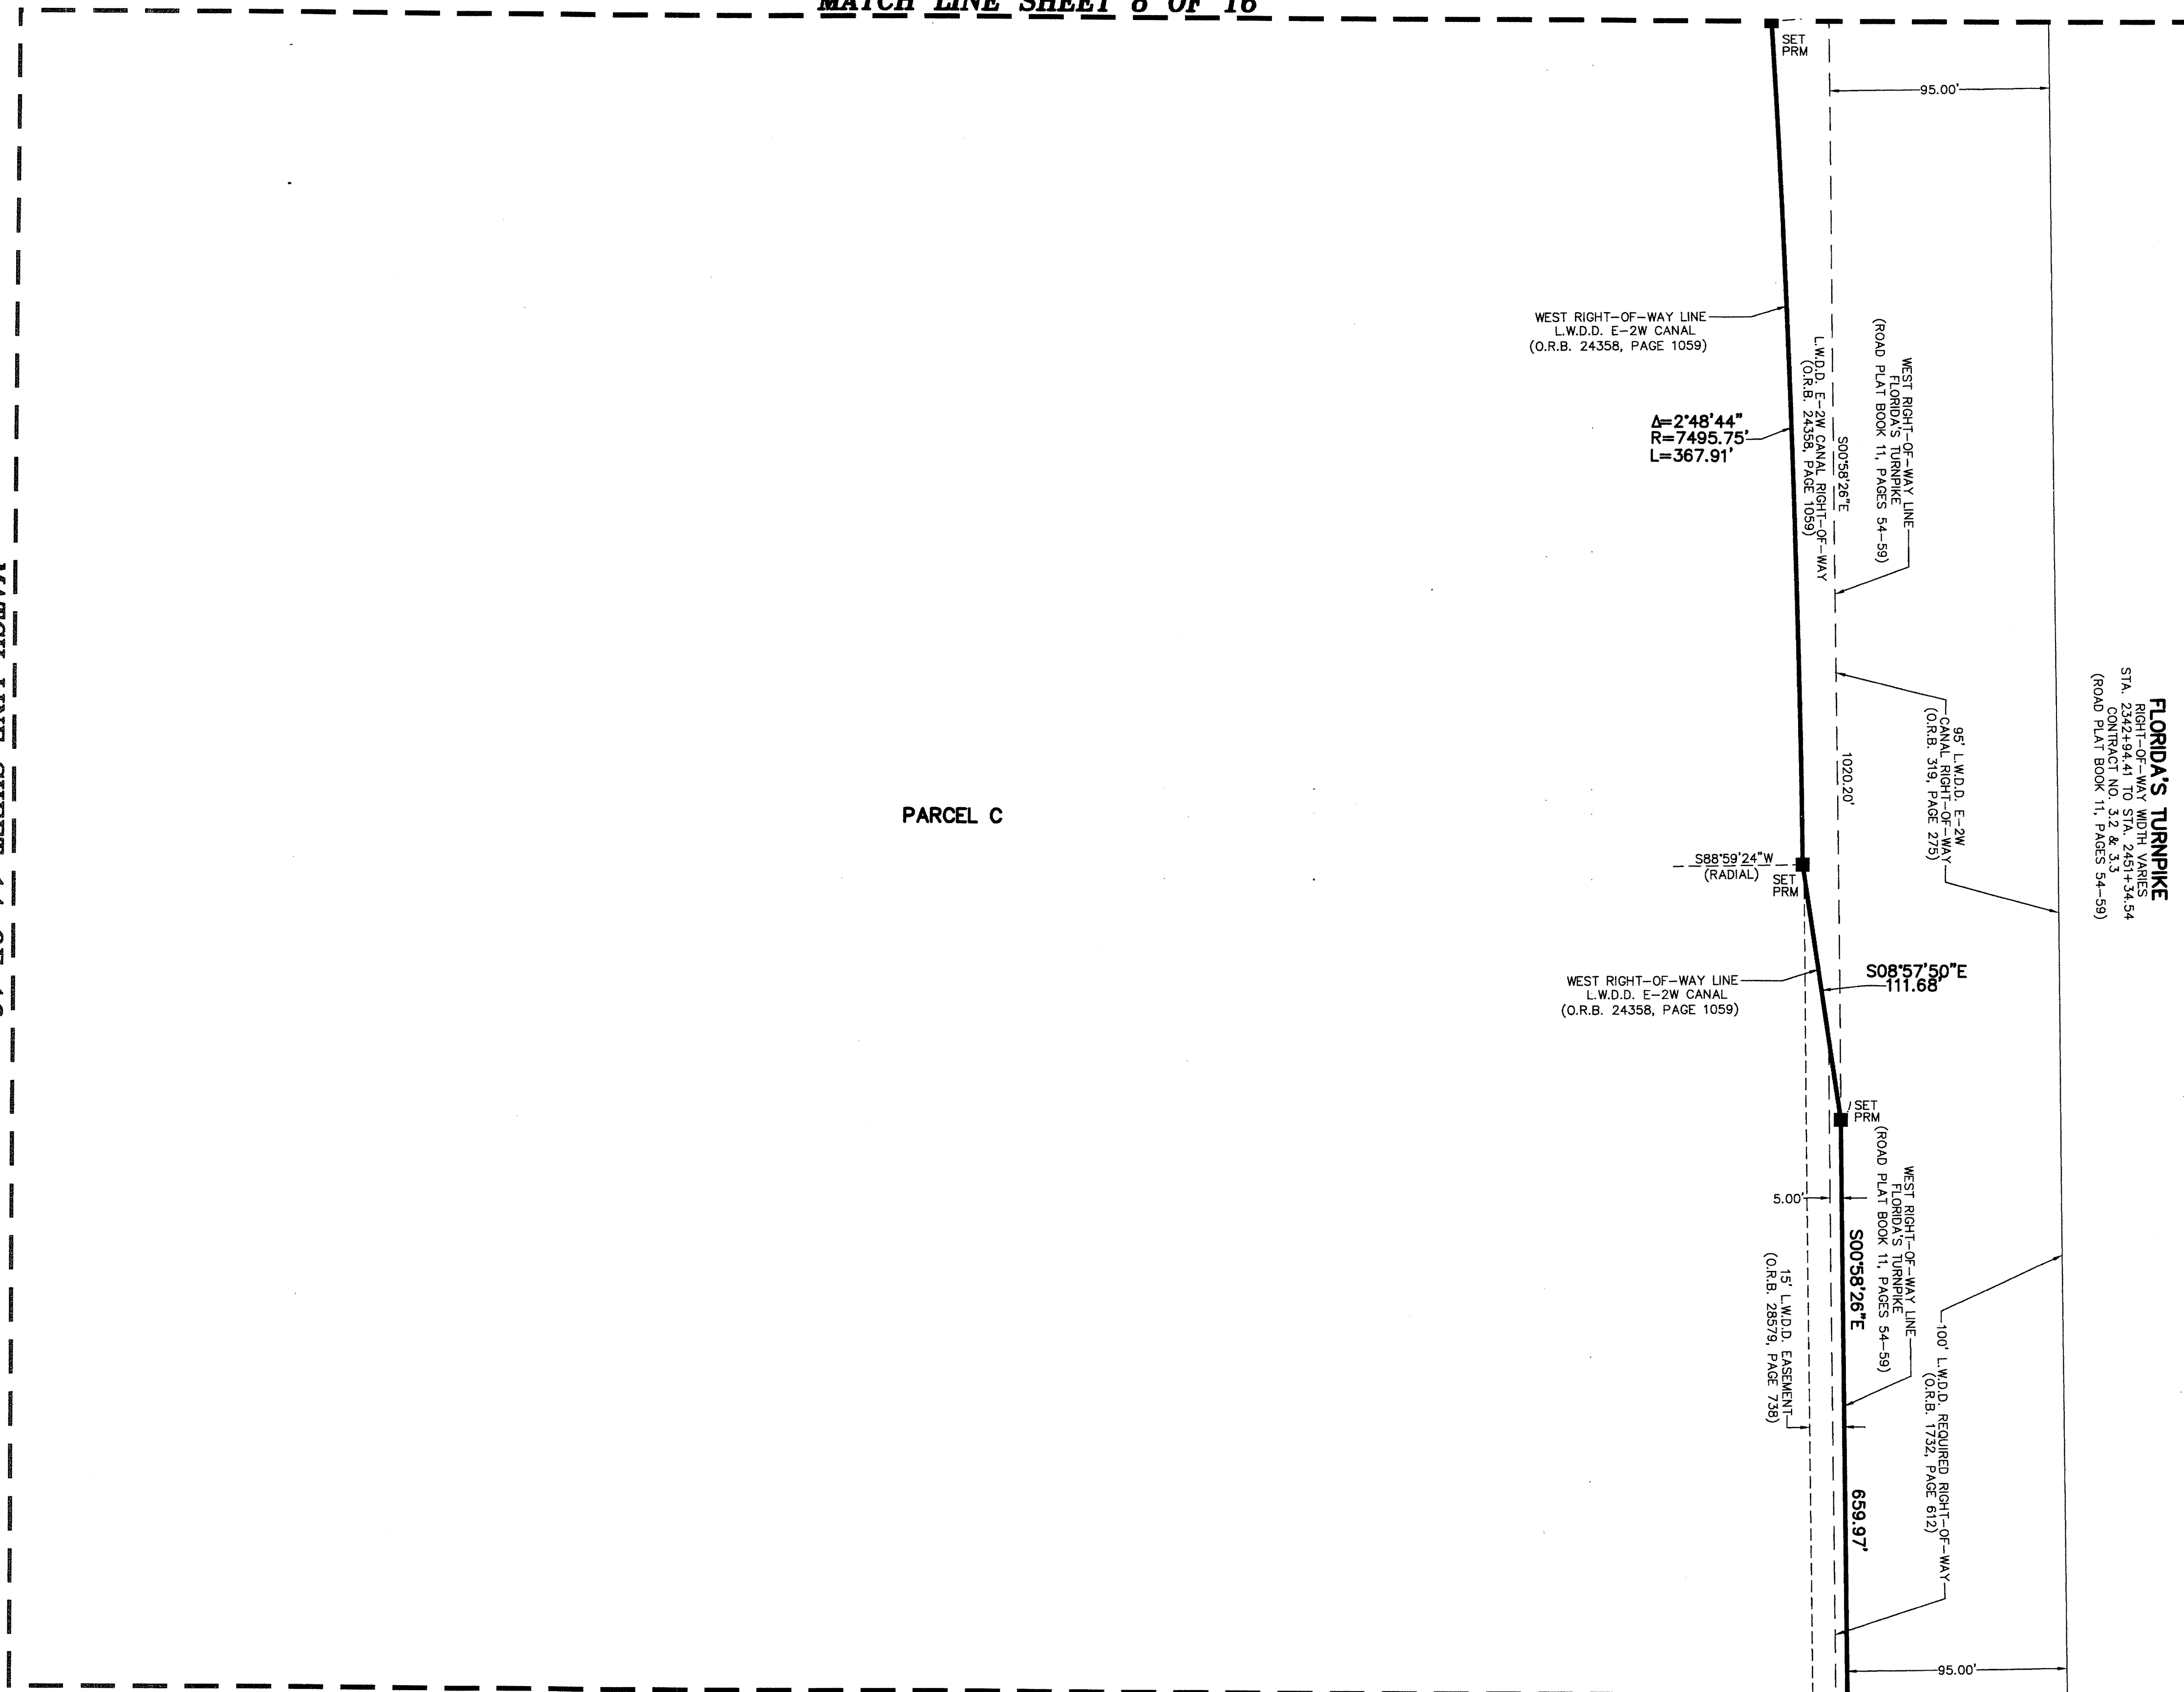 MATCH LINE SHEET 8 OF 16
SET
PRM
95.00'
WEST RIGHT-OF-WAY LINE
L.W.D.D. E-2W CANAL
(O.R.B. 24358, PAGE 1059)
Δ=2°48'44"
R=7495.75'
L=367.91'
L.W.D.D. E-2W CANAL RIGHT-OF-WAY
(O.R.B. 24358, PAGE 1059)
S00°58'26"E
1020.20'
WEST RIGHT-OF-WAY LINE
FLORIDA'S TURNPIKE
(ROAD PLAT BOOK 11, PAGES 54-59)
95' L.W.D.D. E-2W
CANAL RIGHT-OF-WAY
(O.R.B. 319, PAGE 275)
FLORIDA'S TURNPIKE
RIGHT-OF-WAY WIDTH VARIES
STA. 2342+94.41 TO STA. 2451+34.54
CONTRACT NO. 3.2 & 3.3
(ROAD PLAT BOOK 11, PAGES 54-59)
PARCEL C
S88°59'24"W
(RADIAL)
SET
PRM
WEST RIGHT-OF-WAY LINE
L.W.D.D. E-2W CANAL
(O.R.B. 24358, PAGE 1059)
S08°57'50"E
111.68'
SET
PRM
WEST RIGHT-OF-WAY LINE
FLORIDA'S TURNPIKE
(ROAD PLAT BOOK 11, PAGES 54-59)
5.00'
S00°58'26"E
659.97'
15' L.W.D.D. EASEMENT
(O.R.B. 28579, PAGE 738)
100' L.W.D.D. REQUIRED RIGHT-OF-WAY
(O.R.B. 1732, PAGE 612)
95.00'